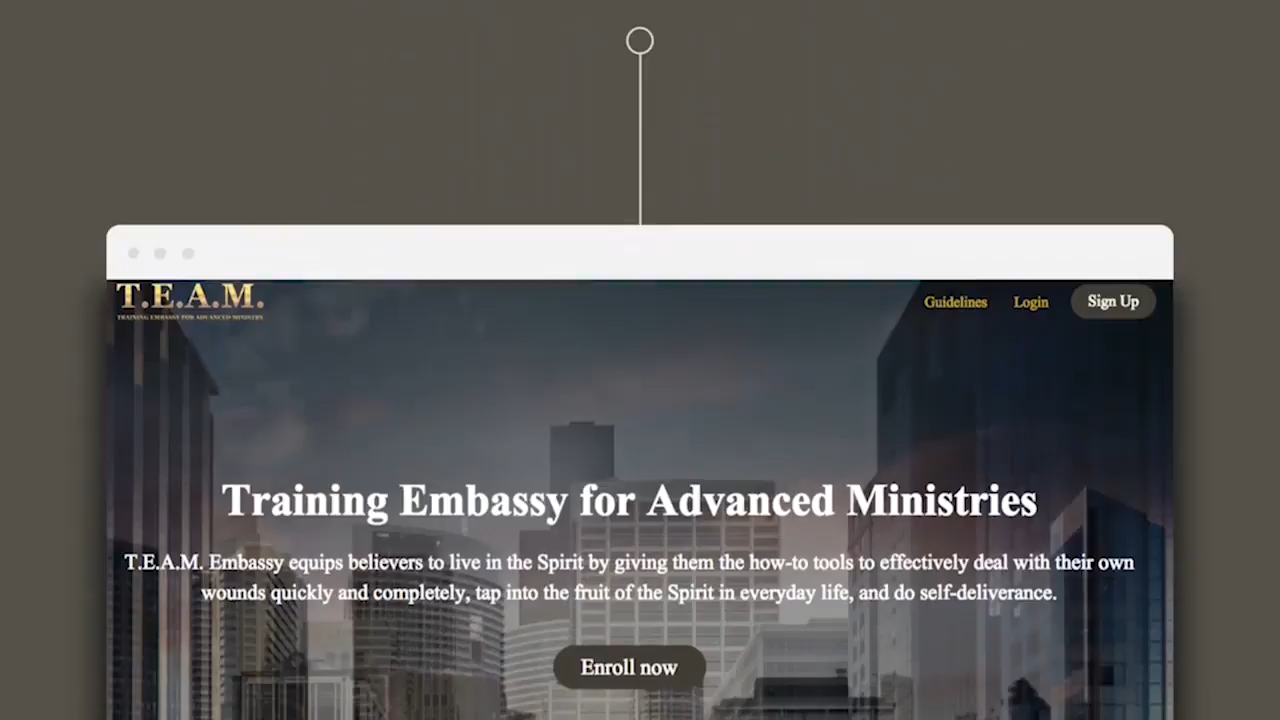 T.E.A.M.
TRAINING EMBASSY FOR ADVANCED MINISTRY
Guidelines
Login
Sign Up
Training Embassy for Advanced Ministries
T.E.A.M. Embassy equips believers to live in the Spirit by giving them the how-to tools to effectively deal with their own
wounds quickly and completely, tap into the fruit of the Spirit in everyday life, and do self-deliverance.
Enroll now